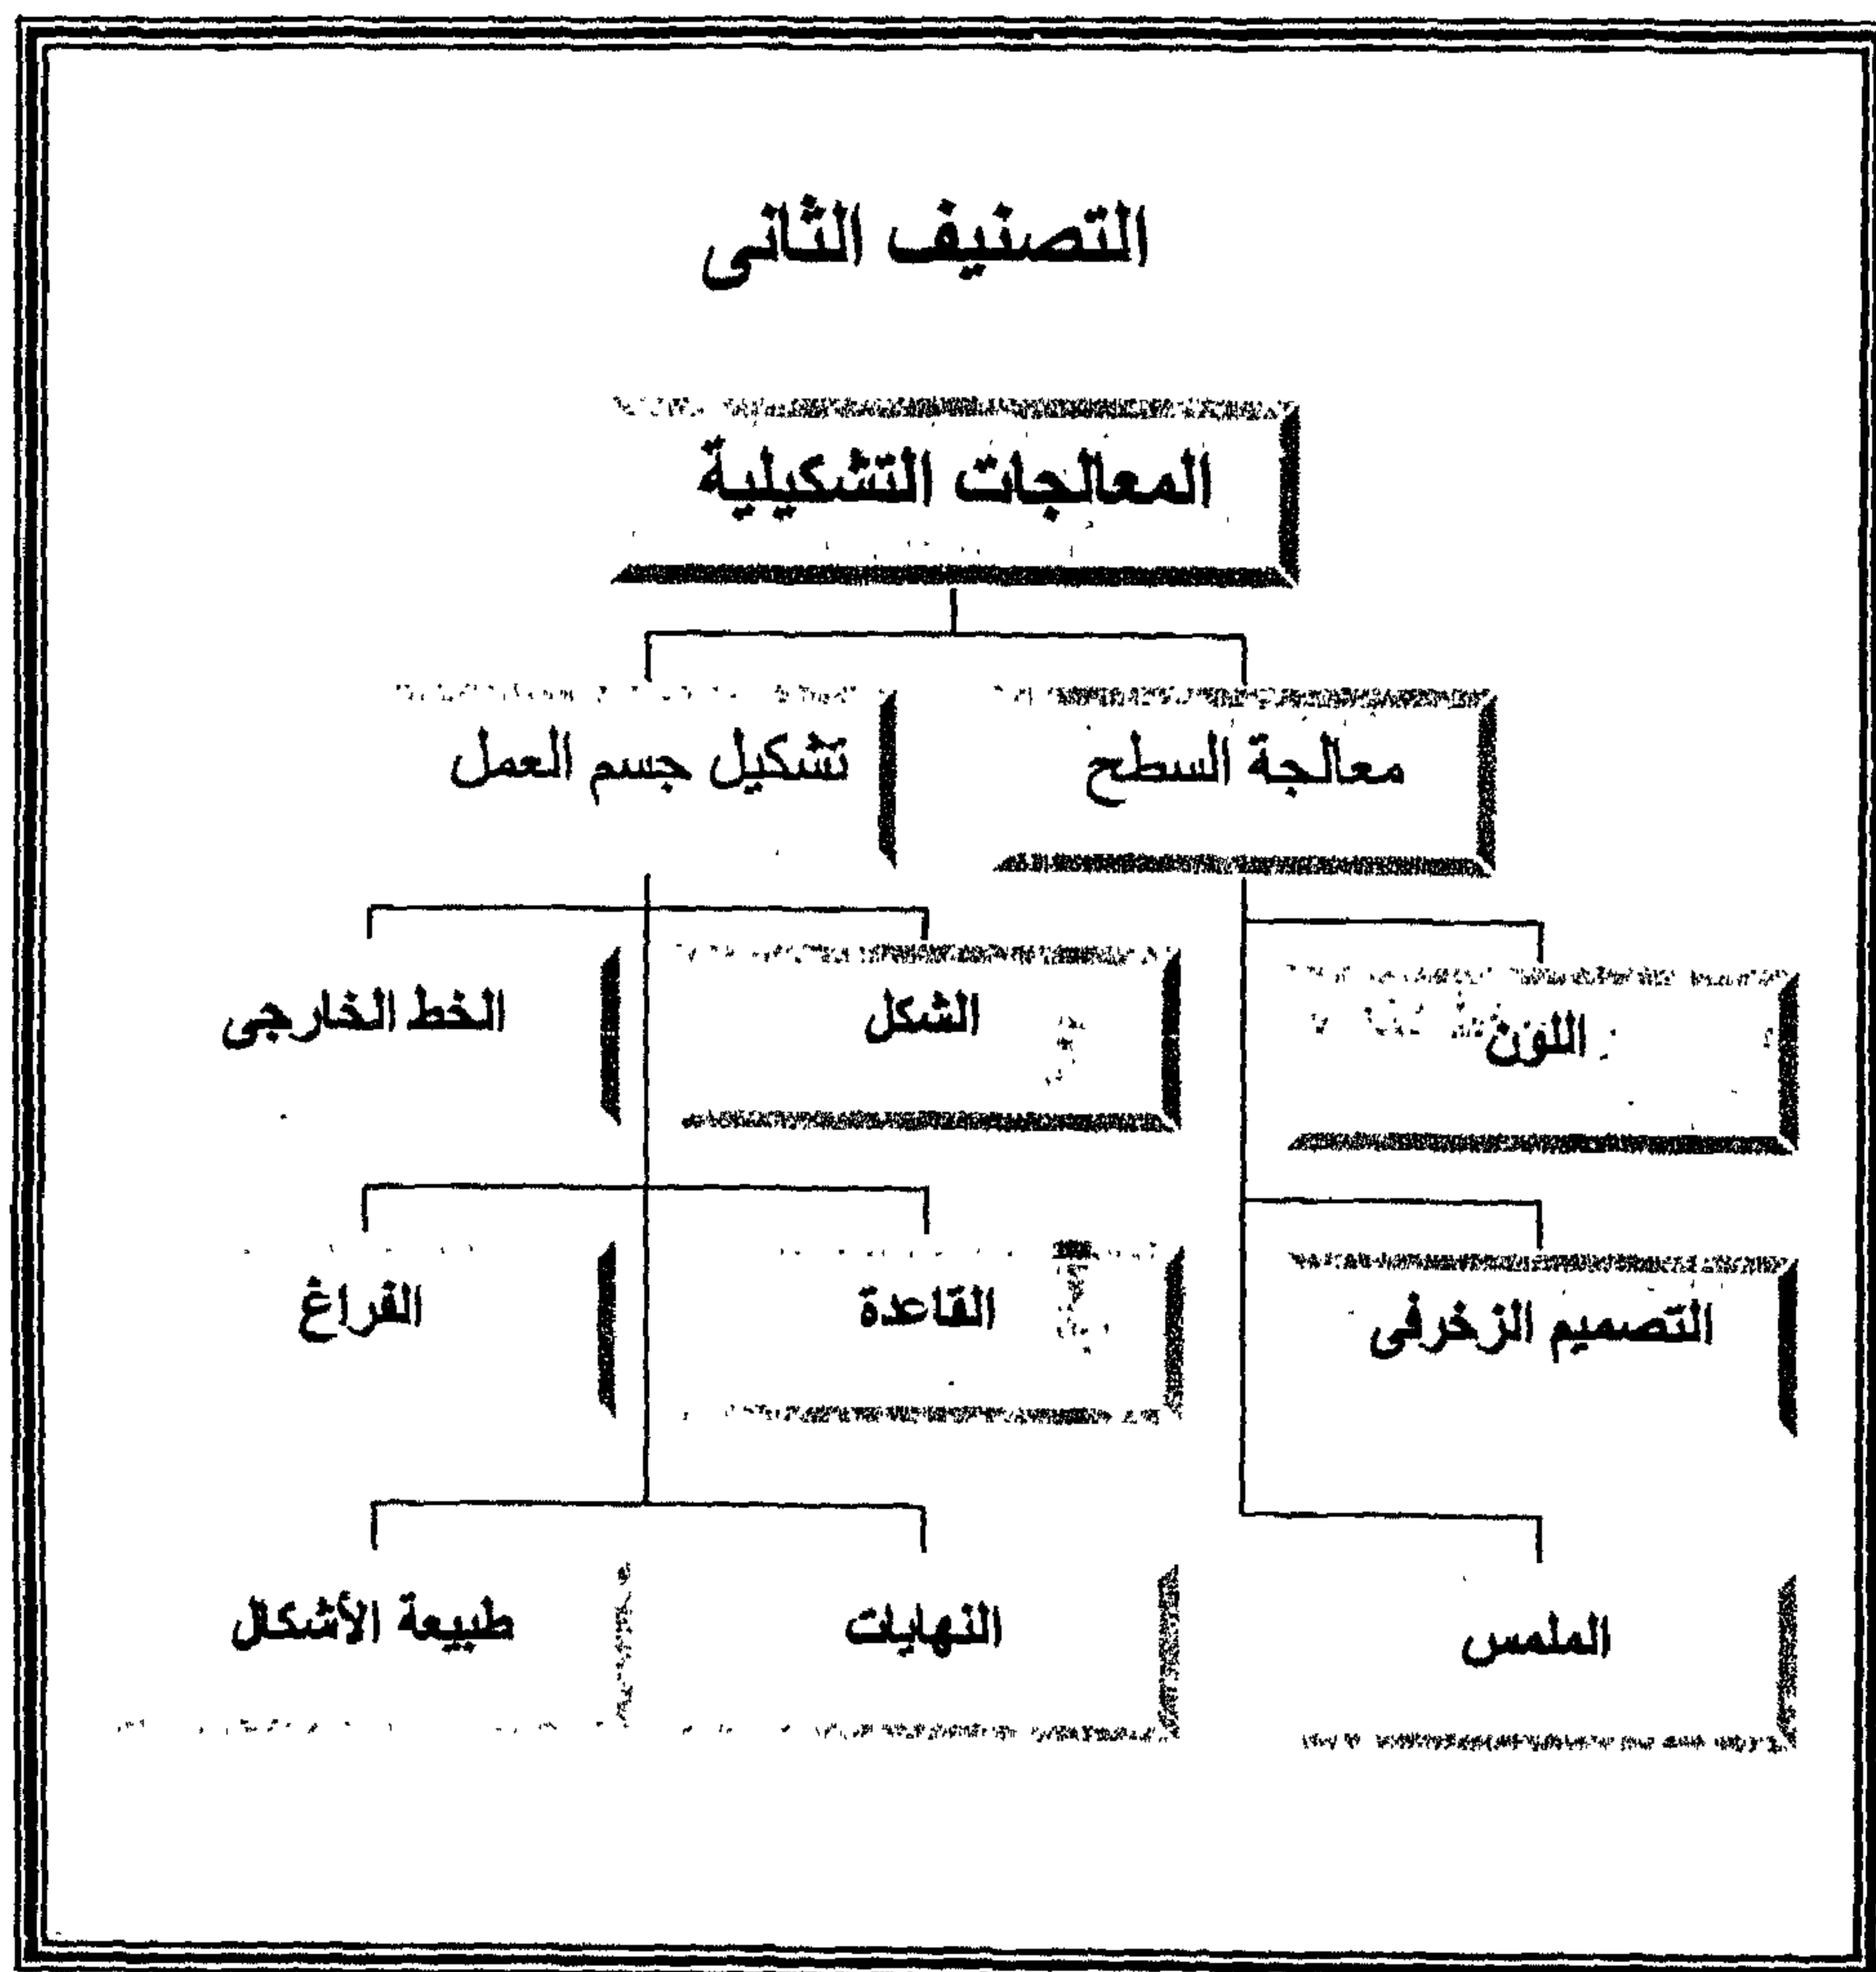 التصنيف الثانى
المعالجات التشكيلية
معالجة السطح
تشكيل جسم العمل
اللون
الشكل
الخط الخارجى
التصميم الزخرفى
القاعدة
الفراغ
الملمس
النهايات
طبيعة الأشكال